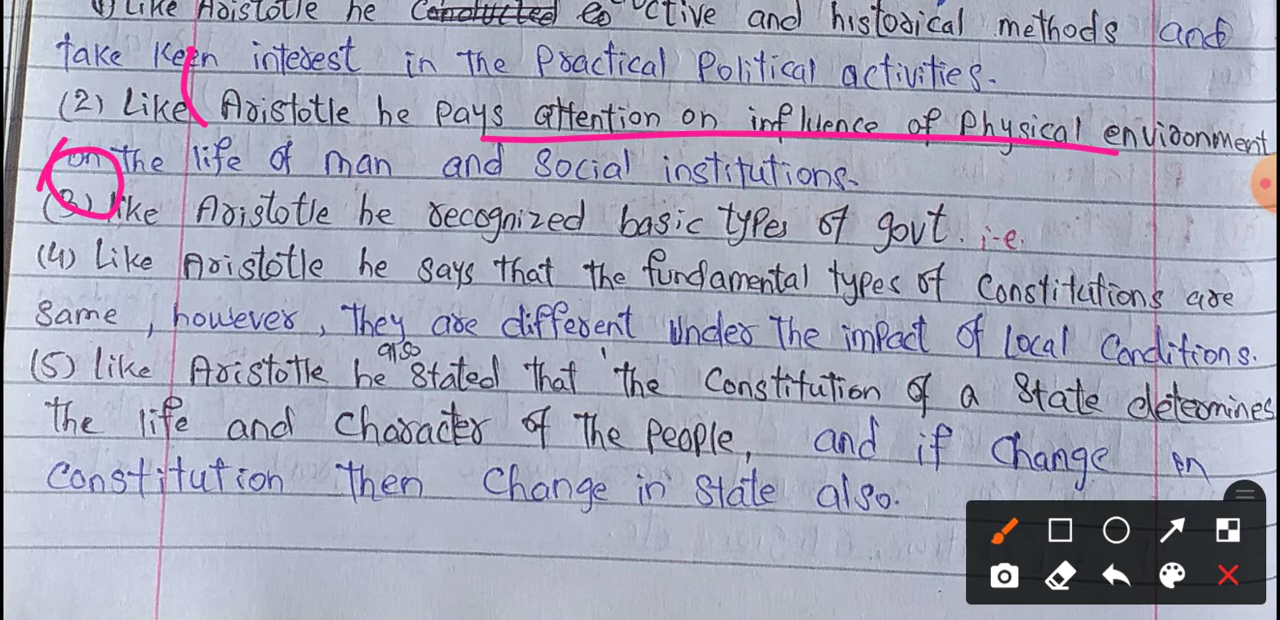 1) Like Aristotle he Conducted ctive and historical methods and
take keen interest in the Practical Political activities.
(2) Like Aristotle he pays attention on influence of Physical environment
on the life of man and Social institutions.
(3) like Aristotle he recognized basic types of govt. i-e.
(4) Like Aristotle he says that the fundamental types of Constitutions are
Same, however, they are different under the impact of Local Conditions.
(5) like Aristotle he also stated that the Constitution of a State determines
the life and character of the people, and if Change in
Constitution then Change in State also.